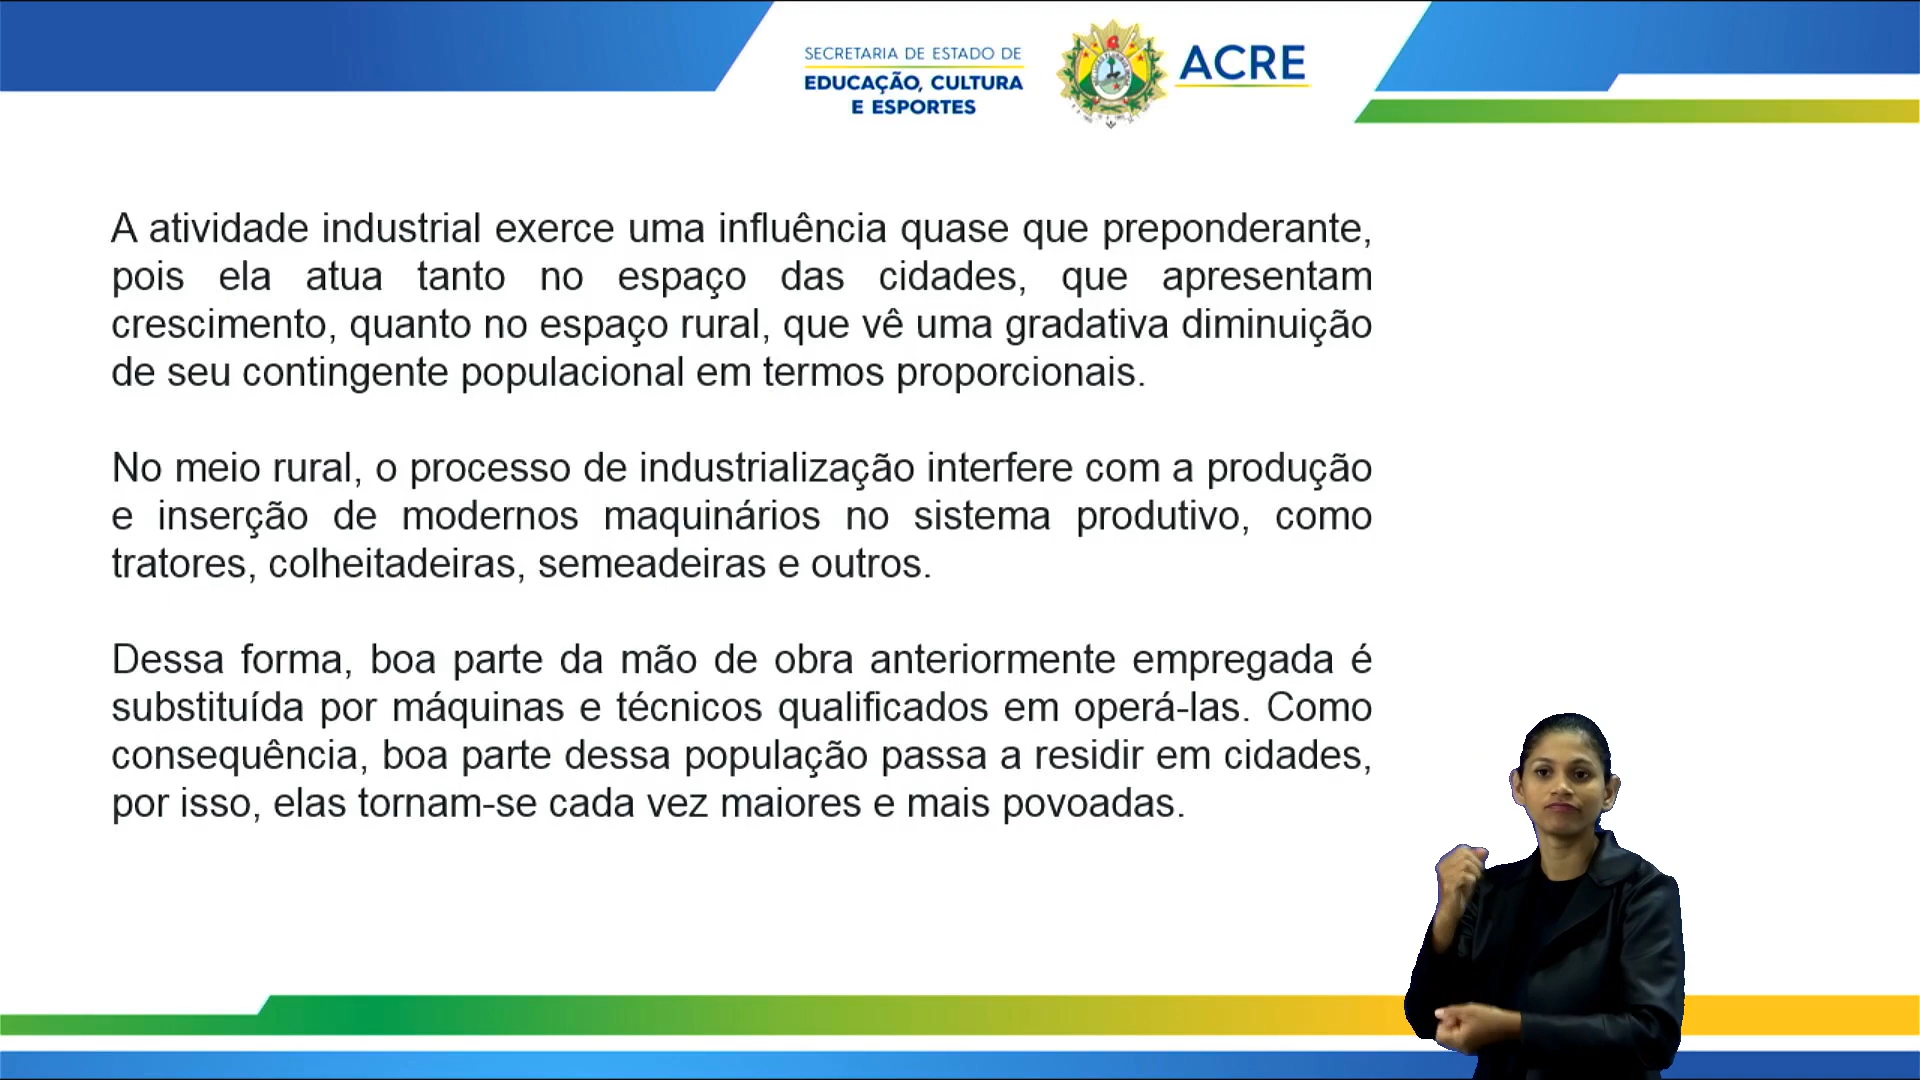 SECRETARIA DE ESTADO DE
EDUCAÇÃO, CULTURA
E ESPORTES
ACRE
A atividade industrial exerce uma influência quase que preponderante,
pois ela atua tanto no espaço das cidades, que apresentam
crescimento, quanto no espaço rural, que vê uma gradativa diminuição
de seu contingente populacional em termos proporcionais.
No meio rural, o processo de industrialização interfere com a produção
e inserção de modernos maquinários no sistema produtivo, como
tratores, colheitadeiras, semeadeiras e outros.
Dessa forma, boa parte da mão de obra anteriormente empregada é
substituída por máquinas e técnicos qualificados em operá-las. Como
consequência, boa parte dessa população passa a residir em cidades,
por isso, elas tornam-se cada vez maiores e mais povoadas.